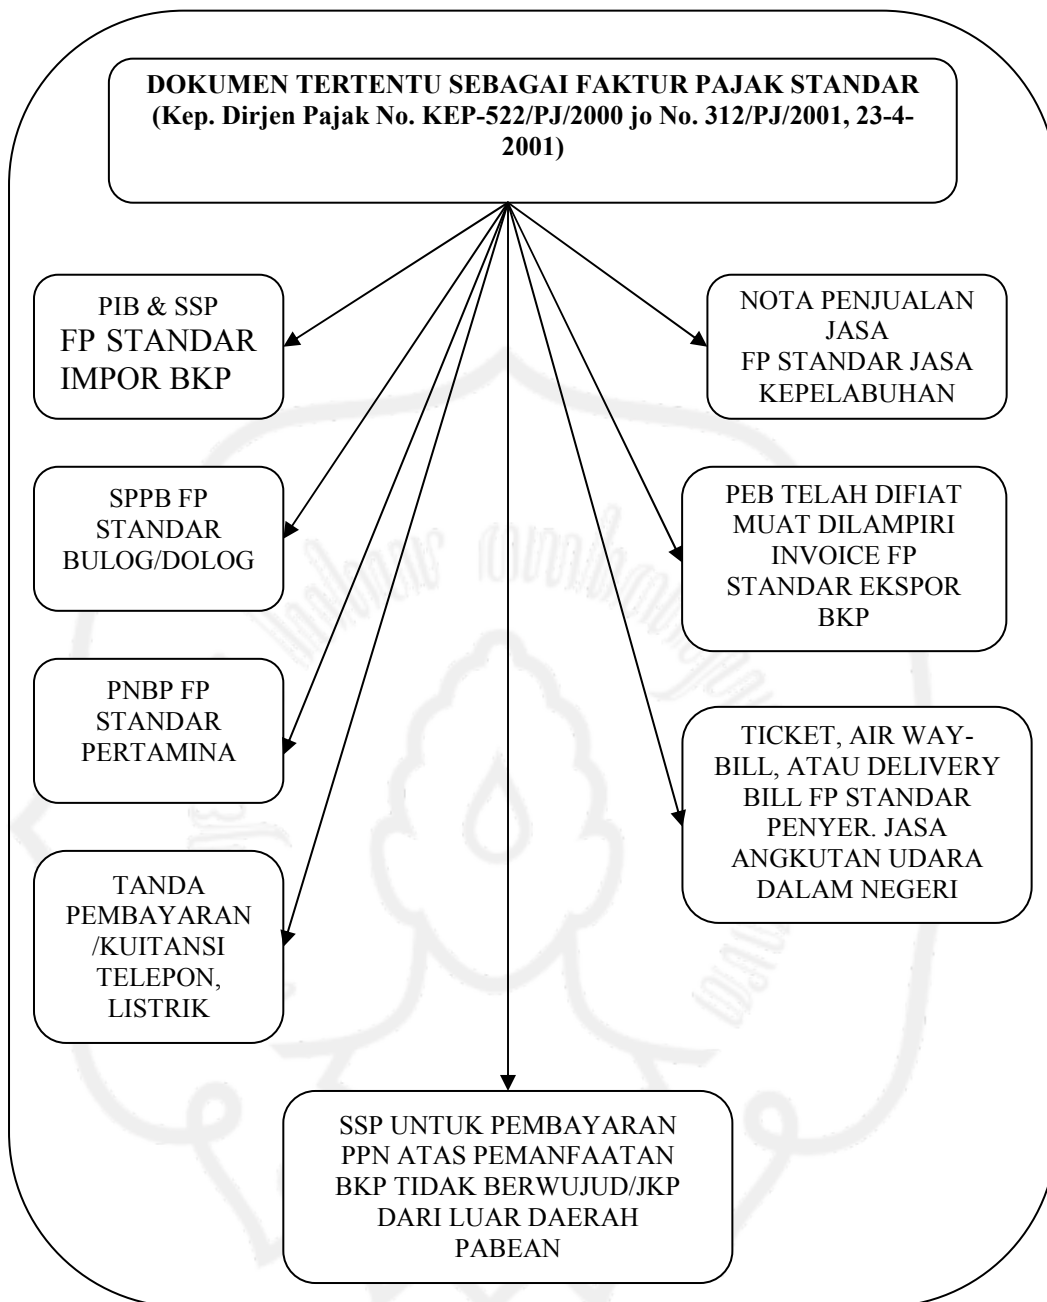 DOKUMEN TERTENTU SEBAGAI FAKTUR PAJAK STANDAR
(Kep. Dirjen Pajak No. KEP-522/PJ/2000 jo No. 312/PJ/2001, 23-4-
2001)
PIB & SSP
FP STANDAR
IMPOR BKP
SPPB FP
STANDAR
BULOG/DOLOG
PNBP FP
STANDAR
PERTAMINA
TANDA
PEMBAYARAN
/KUITANSI
TELEPON,
LISTRIK
NOTA PENJUALAN
JASA
FP STANDAR JASA
KEPELABUHAN
PEB TELAH DIFIAT
MUAT DILAMPIRI
INVOICE FP
STANDAR EKSPOR
BKP
TICKET, AIR WAY-
BILL, ATAU DELIVERY
BILL FP STANDAR
PENYER. JASA
ANGKUTAN UDARA
DALAM NEGERI
SSP UNTUK PEMBAYARAN
PPN ATAS PEMANFAATAN
BKP TIDAK BERWUJUD/JKP
DARI LUAR DAERAH
PABEAN